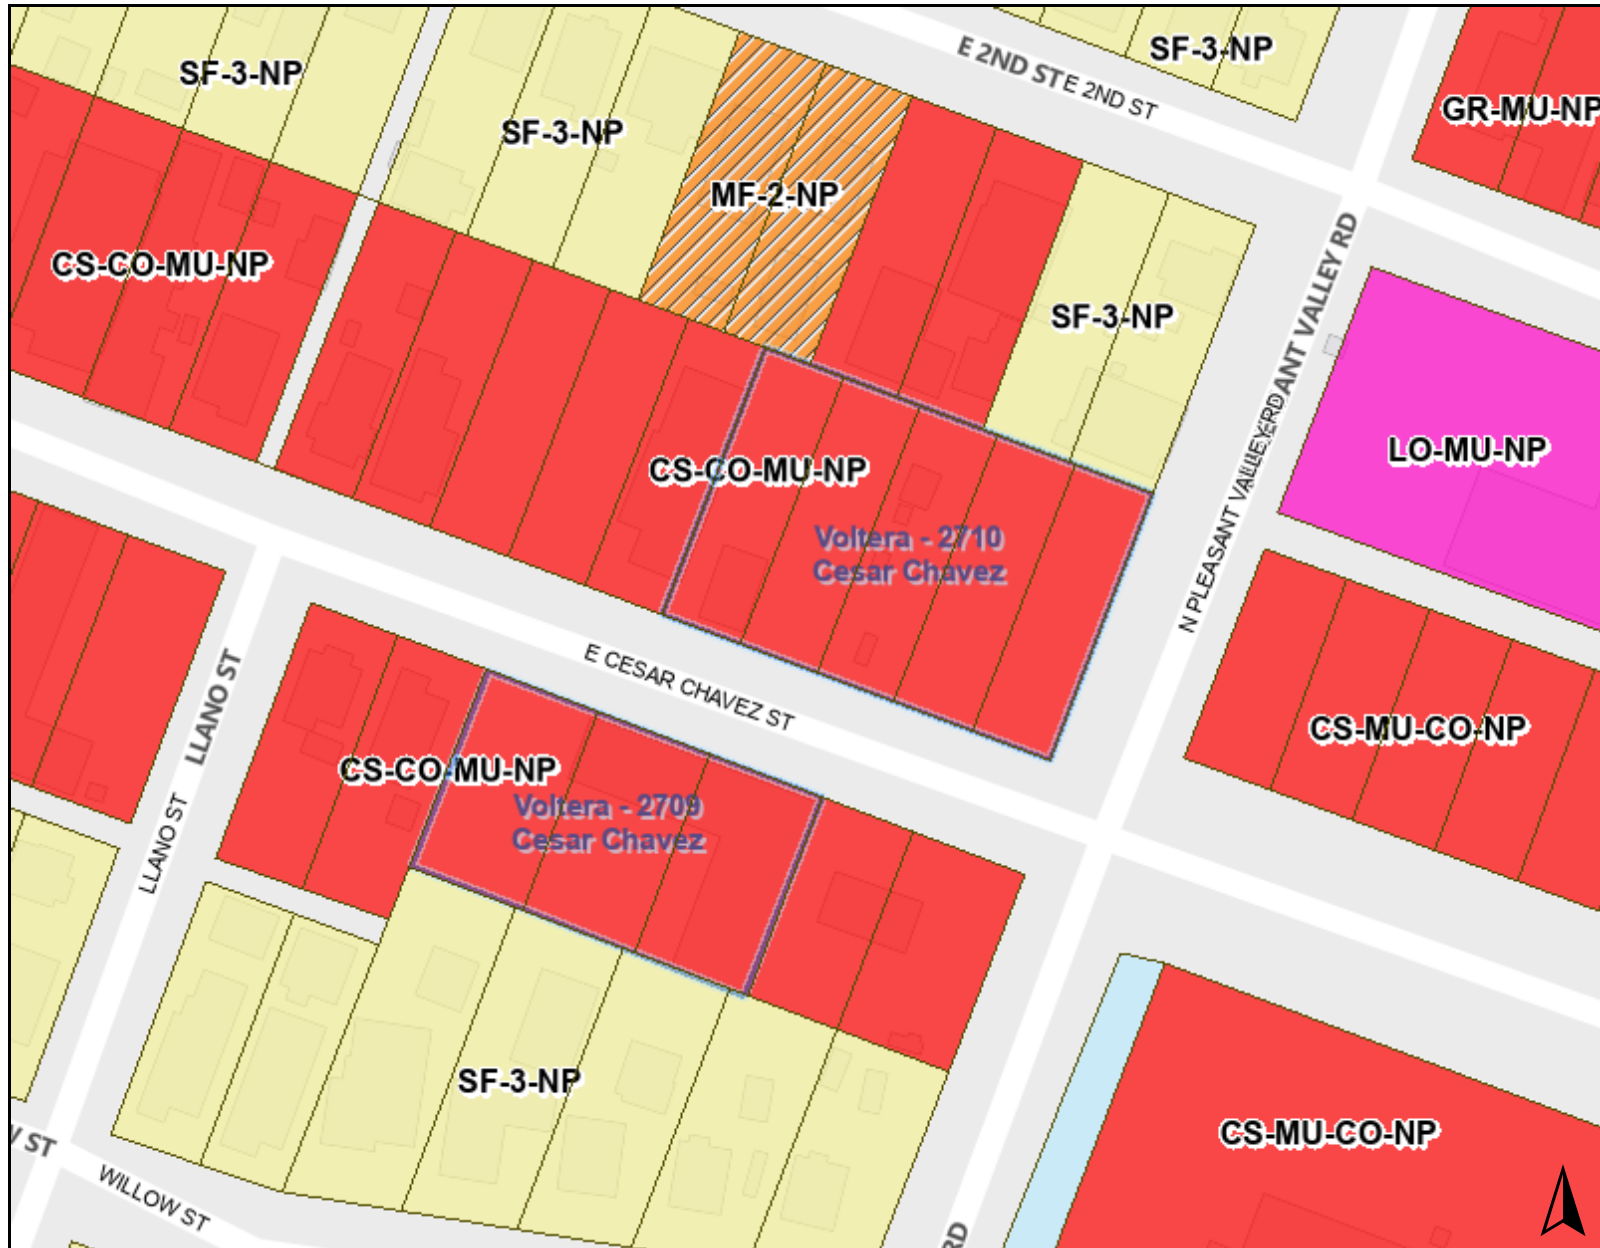 E 2ND ST
E 2ND ST
SF-3-NP
SF-3-NP
GR-MU-NP
SF-3-NP
MF-2-NP
CS-CO-MU-NP
SF-3-NP
N PLEASANT VALLEY RD
LO-MU-NP
CS-CO-MU-NP
Voltera - 2710
Cesar Chavez
E CESAR CHAVEZ ST
LLANO ST
CS-MU-CO-NP
CS-CO-MU-NP
Voltera - 2709
Cesar Chavez
LLANO ST
SF-3-NP
CS-MU-CO-NP
ST
WILLOW ST
RD